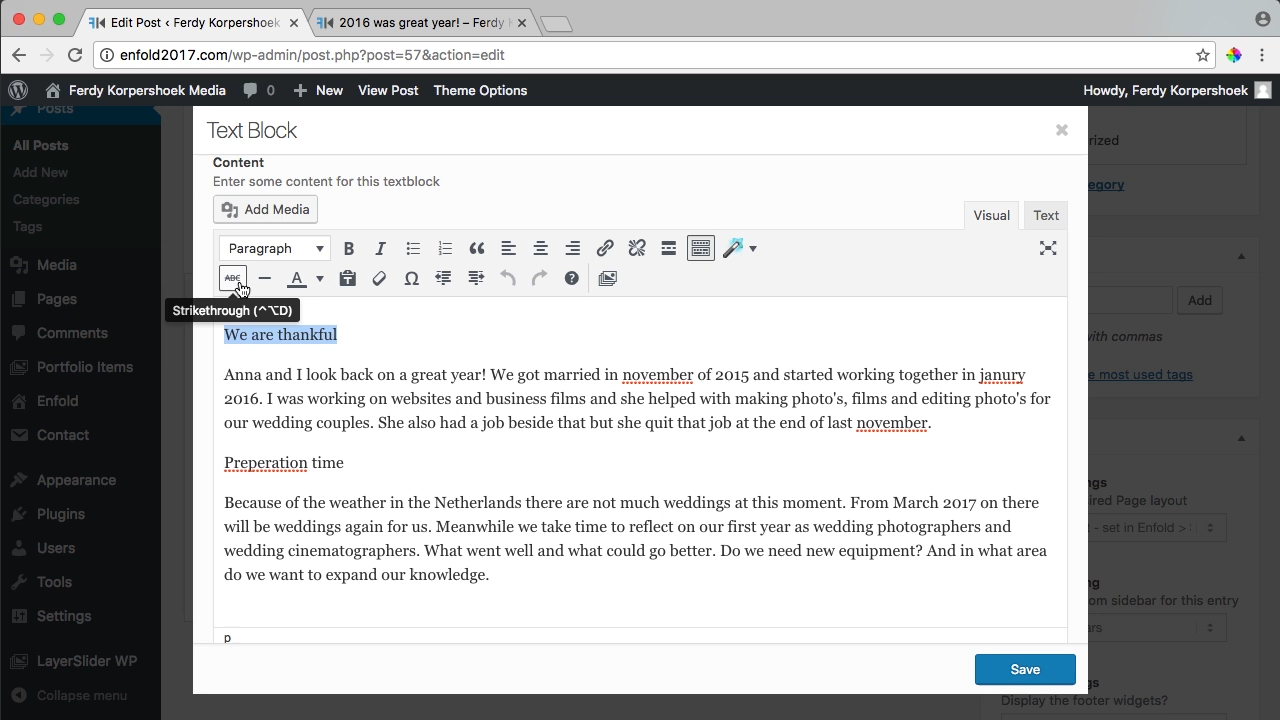 Edit Post ‹ Ferdy Korpershoek
2016 was great year! – Ferdy K
enfold2017.com/wp-admin/post.php?post=57&action=edit
Ferdy Korpershoek Media
0
New
View Post
Theme Options
Howdy, Ferdy Korpershoek
Posts
All Posts
Add New
Categories
Tags
Media
Pages
Comments
Portfolio Items
Enfold
Contact
Appearance
Plugins
Users
Tools
Settings
LayerSlider WP
Collapse menu
Text Block
Content
Enter some content for this textblock
Add Media
Visual
Text
Paragraph
B
I
A
ABC
Strikethrough (^⌥D)
We are thankful
Anna and I look back on a great year! We got married in november of 2015 and started working together in janury
2016. I was working on websites and business films and she helped with making photo's, films and editing photo's for
our wedding couples. She also had a job beside that but she quit that job at the end of last november.
Preperation time
Because of the weather in the Netherlands there are not much weddings at this moment. From March 2017 on there
will be weddings again for us. Meanwhile we take time to reflect on our first year as wedding photographers and
wedding cinematographers. What went well and what could go better. Do we need new equipment? And in what area
do we want to expand our knowledge.
p
Save
rized
egory
Add
with commas
e most used tags
ngs
ired Page layout
t - set in Enfold >
ng
om sidebar for this entry
ars
gs
Display the footer widgets?